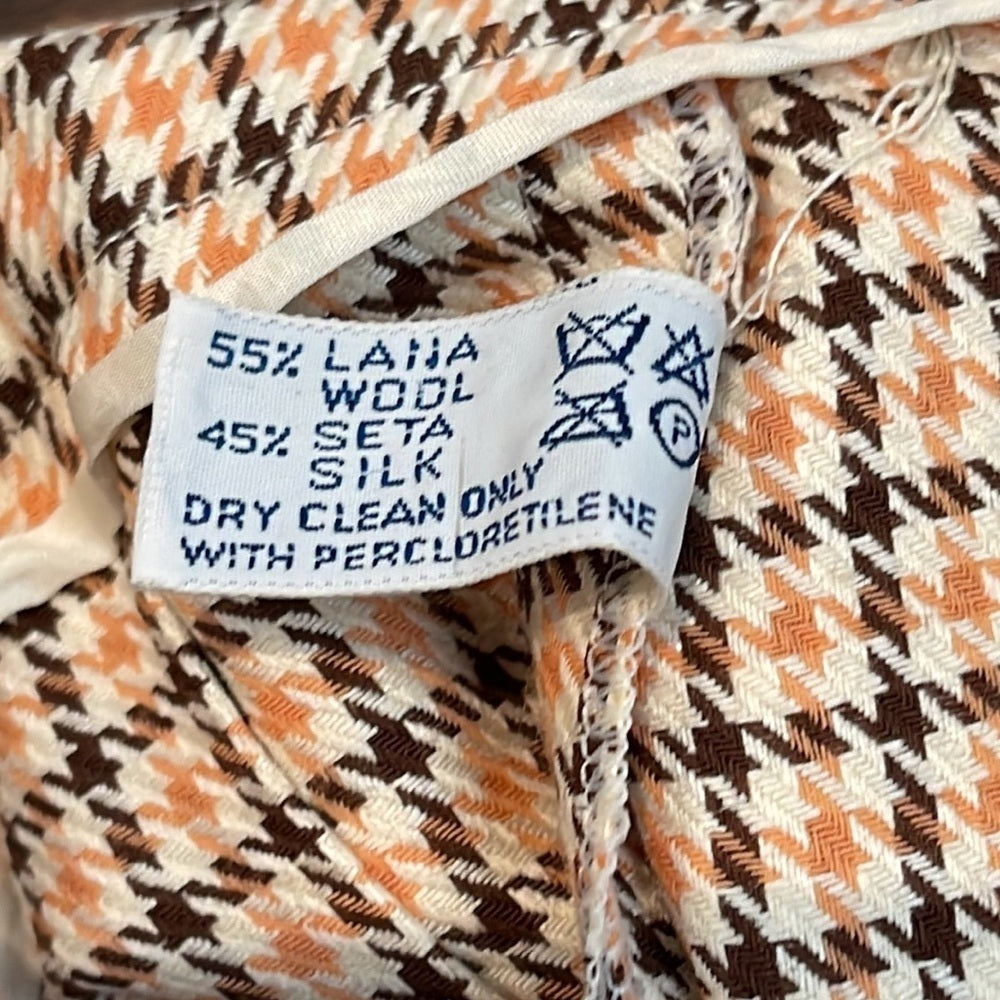 55% LANA
WOOL
45% SETA
SILK
DRY CLEAN ONLY
WITH PERCLORETILENE
P